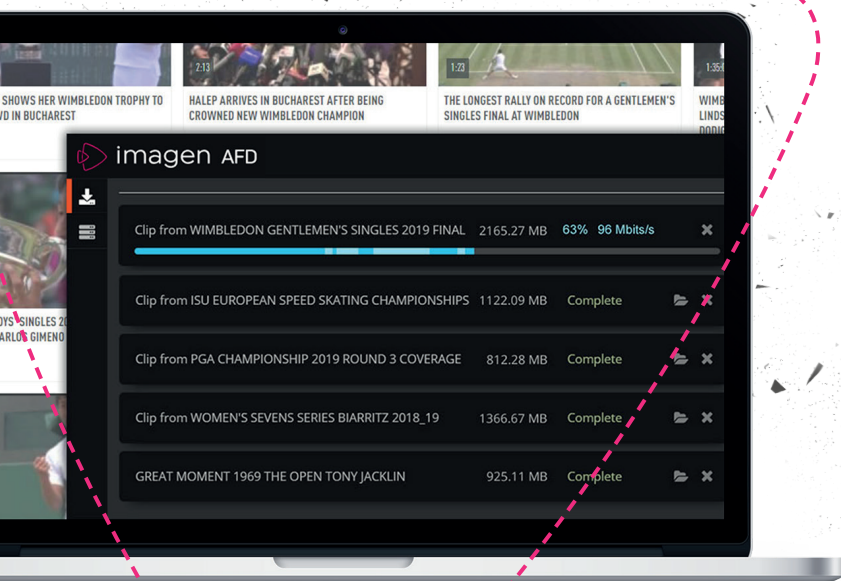 2:13
1:23
1:35:
SHOWS HER WIMBLEDON TROPHY TO
IN BUCHAREST
HALEP ARRIVES IN BUCHAREST AFTER BEING
CROWNED NEW WIMBLEDON CHAMPION
THE LONGEST RALLY ON RECORD FOR A GENTLEMEN'S
SINGLES FINAL AT WIMBLEDON
WIMB
LINDS
imagen AFD
Clip from WIMBLEDON GENTLEMEN'S SINGLES 2019 FINAL 2165.27 MB 63% 96 Mbits/s
Clip from ISU EUROPEAN SPEED SKATING CHAMPIONSHIPS 1122.09 MB Complete
SINGLES 20
GIMENO
Clip from PGA CHAMPIONSHIP 2019 ROUND 3 COVERAGE 812.28 MB Complete
Clip from WOMEN'S SEVENS SERIES BIARRITZ 2018_19 1366.67 MB Complete
GREAT MOMENT 1969 THE OPEN TONY JACKLIN 925.11 MB Complete